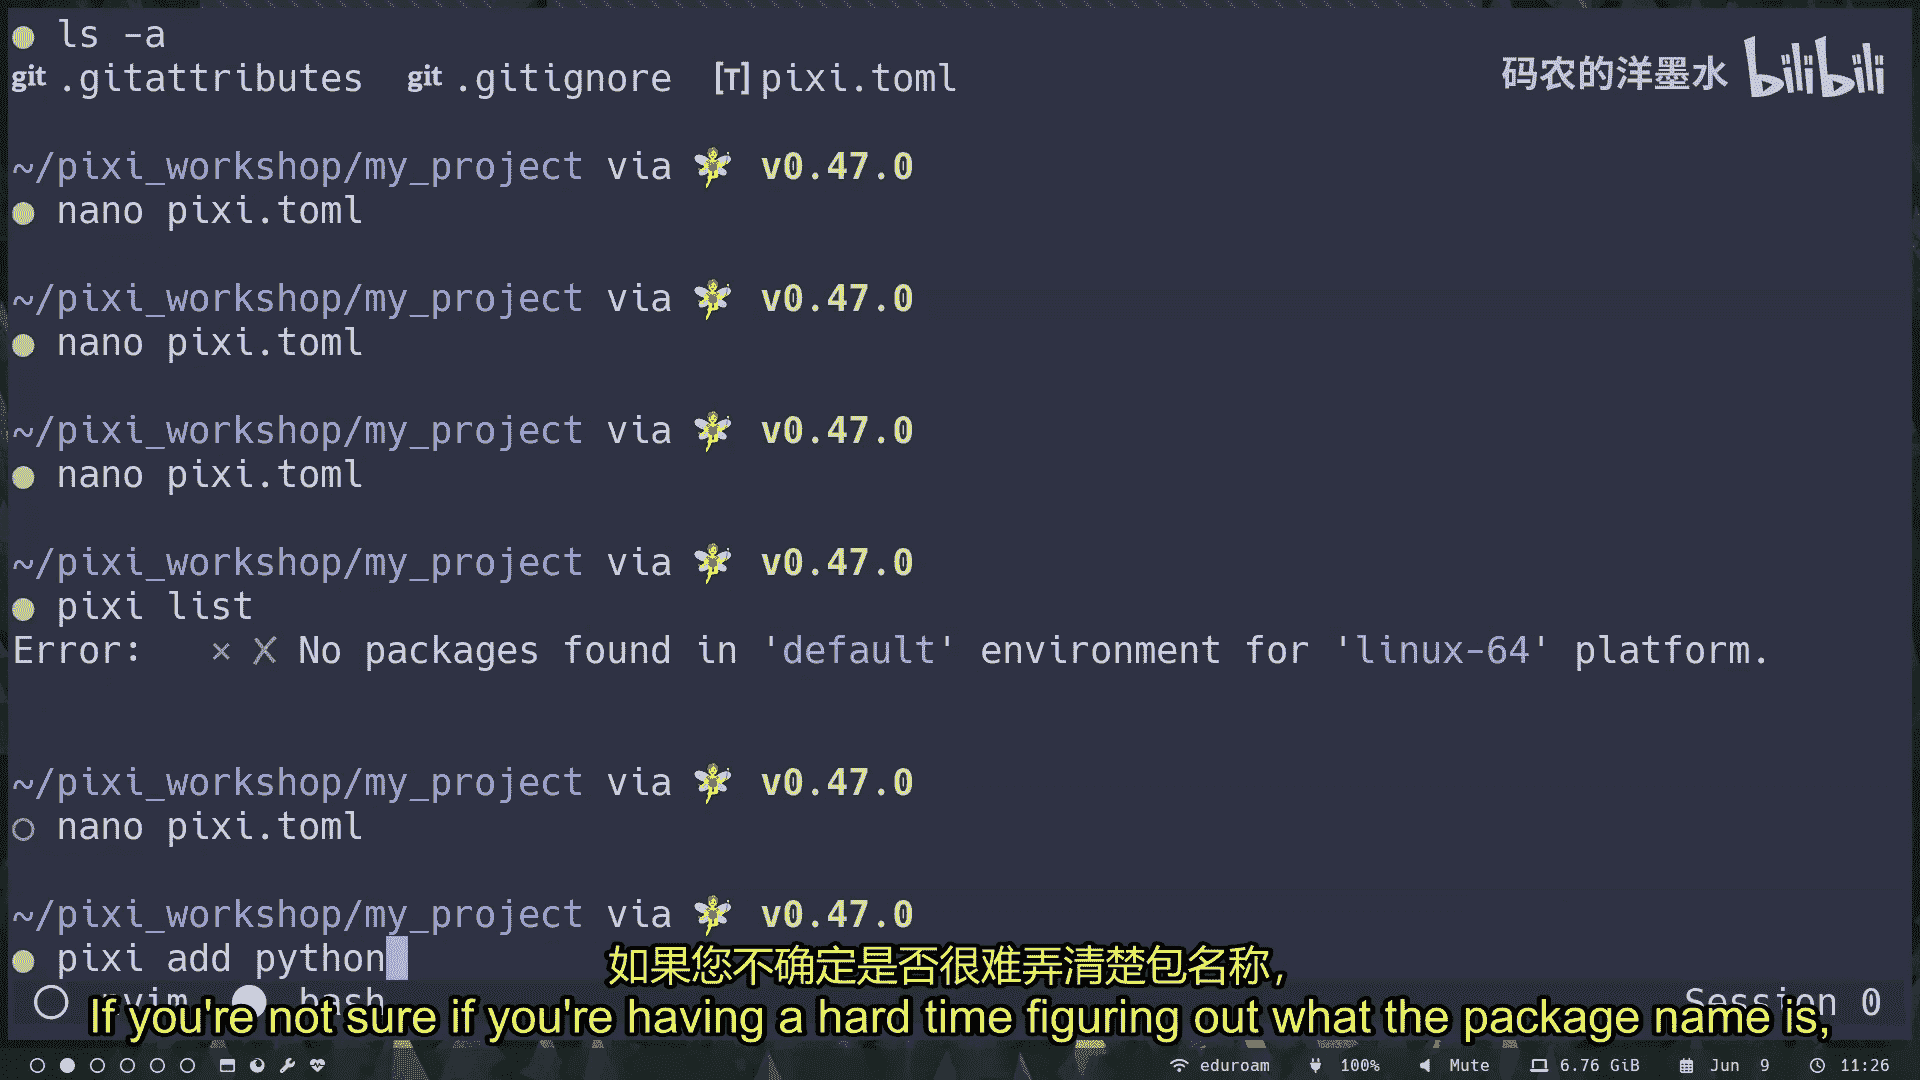 ls -a
git .gitattributes git .gitignore [T] pixi.toml
码农的洋墨水 bilibili
~/pixi_workshop/my_project via v0.47.0
nano pixi.toml
~/pixi_workshop/my_project via v0.47.0
nano pixi.toml
~/pixi_workshop/my_project via v0.47.0
nano pixi.toml
~/pixi_workshop/my_project via v0.47.0
pixi list
Error: × X No packages found in 'default' environment for 'linux-64' platform.
~/pixi_workshop/my_project via v0.47.0
nano pixi.toml
~/pixi_workshop/my_project via v0.47.0
pixi add python
如果您不确定是否很难弄清楚包名称，
nvim bash Session 0
If you're not sure if you're having a hard time figuring out what the package name is,
eduroam 100% Mute 6.76 GiB Jun 9 11:26